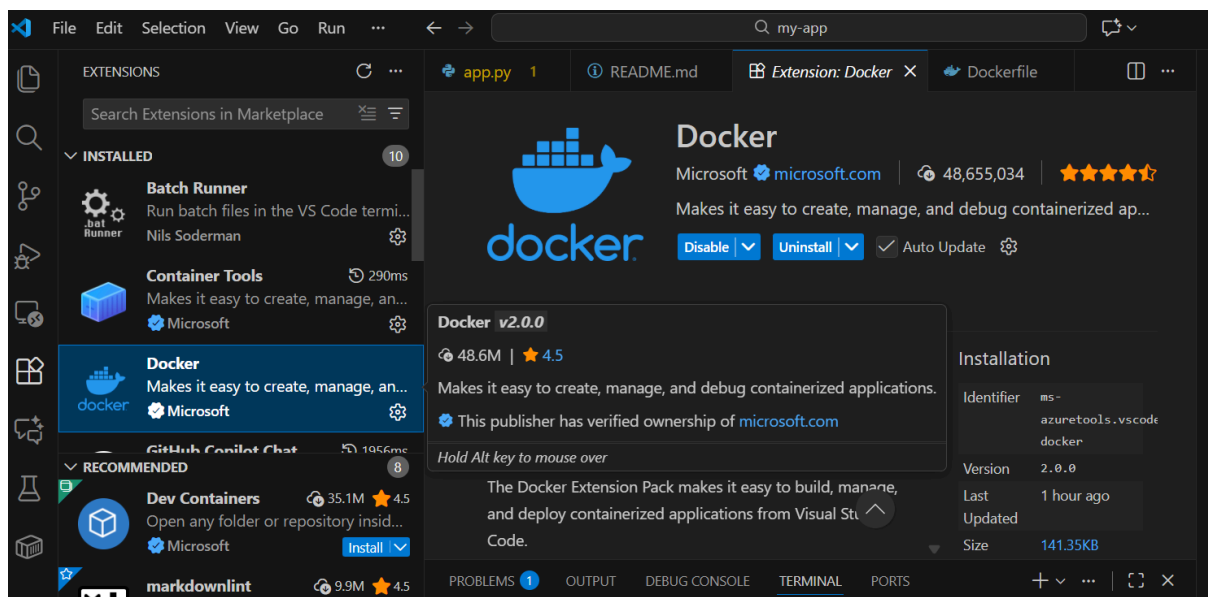 File Edit Selection View Go Run ···
my-app
EXTENSIONS
Search Extensions in Marketplace
INSTALLED 10
.bat
Runner
Batch Runner
Run batch files in the VS Code termi...
Nils Soderman
Container Tools 290ms
Makes it easy to create, manage, an...
Microsoft
docker
Docker
Makes it easy to create, manage, an...
Microsoft
GitHub Copilot Chat 1956ms
RECOMMENDED 8
Dev Containers 35.1M 4.5
Open any folder or repository insid...
Microsoft Install
markdownlint 9.9M 4.5
app.py 1 README.md Extension: Docker Dockerfile
docker
Docker
Microsoft microsoft.com 48,655,034
Makes it easy to create, manage, and debug containerized ap...
Disable Uninstall Auto Update
Docker v2.0.0
48.6M | 4.5
Makes it easy to create, manage, and debug containerized applications.
This publisher has verified ownership of microsoft.com
Hold Alt key to mouse over
The Docker Extension Pack makes it easy to build, manage,
and deploy containerized applications from Visual
Code.
Installation
Identifier ms-
azuretools.vscode
docker
Version 2.0.0
Last 1 hour ago
Updated
Size 141.35KB
PROBLEMS 1 OUTPUT DEBUG CONSOLE TERMINAL PORTS